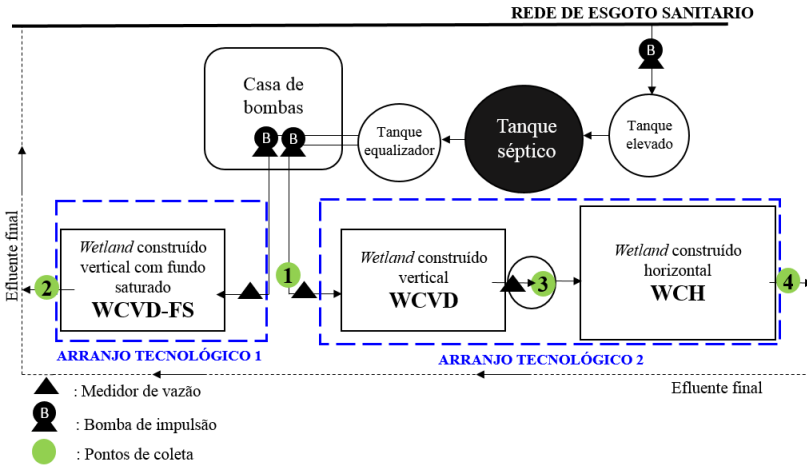 REDE DE ESGOTO SANITARIO
B
Casa de
bombas
B B
Tanque
equalizador
Tanque
séptico
Tanque
elevado
Efluente final
Wetland construído
vertical com fundo
saturado
WCVD-FS
2
1
Wetland construído
vertical
WCVD
3
Wetland construído
horizontal
WCH
4
ARRANJO TECNOLÓGICO 1
ARRANJO TECNOLÓGICO 2
Efluente final
: Medidor de vazão
B
: Bomba de impulsão
: Pontos de coleta